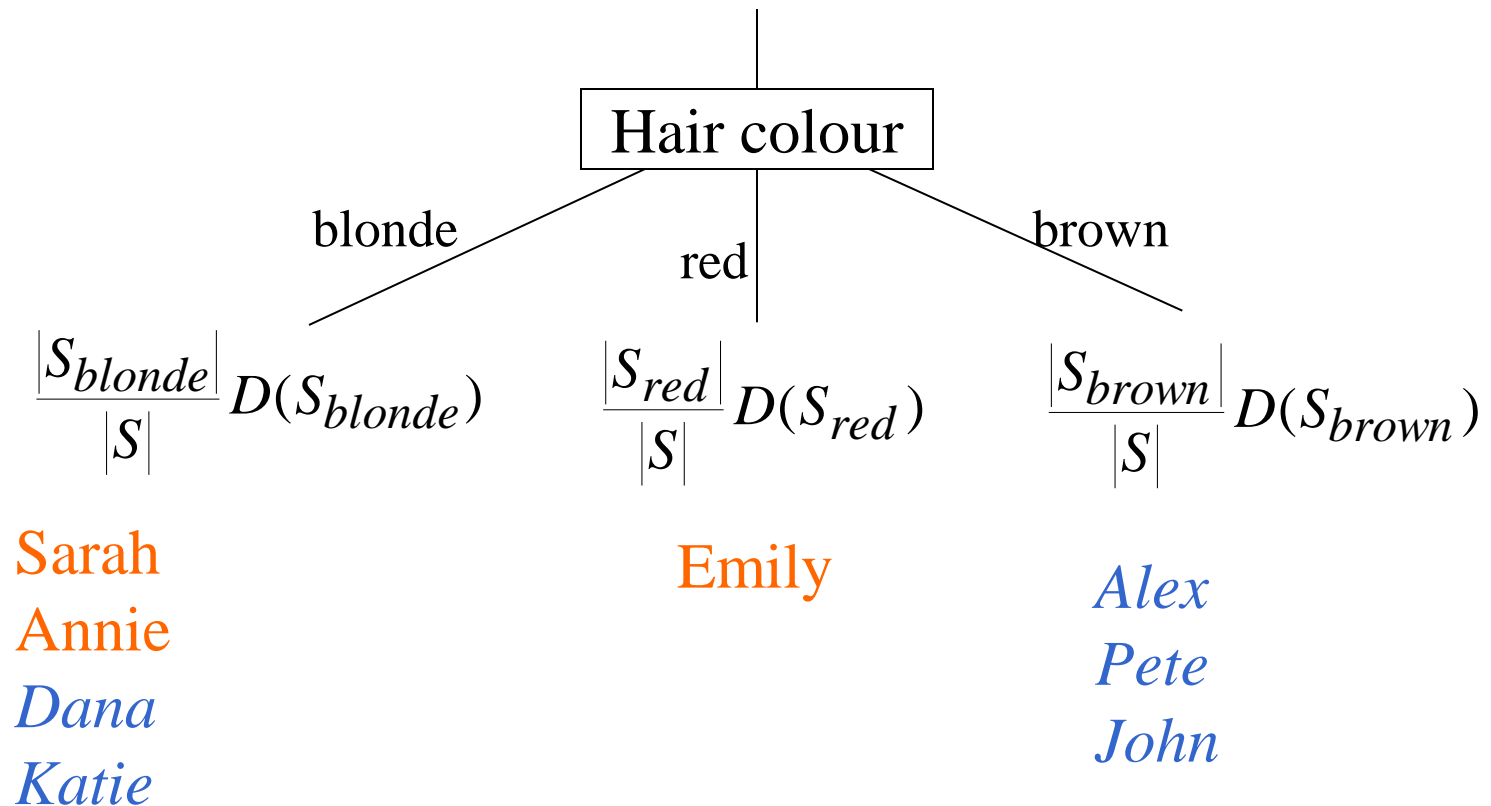 Hair colour
blonde
red
brown
|S_blonde|/|S| D(S_blonde)
|S_red|/|S| D(S_red)
|S_brown|/|S| D(S_brown)
Sarah
Annie
Dana
Katie
Emily
Alex
Pete
John